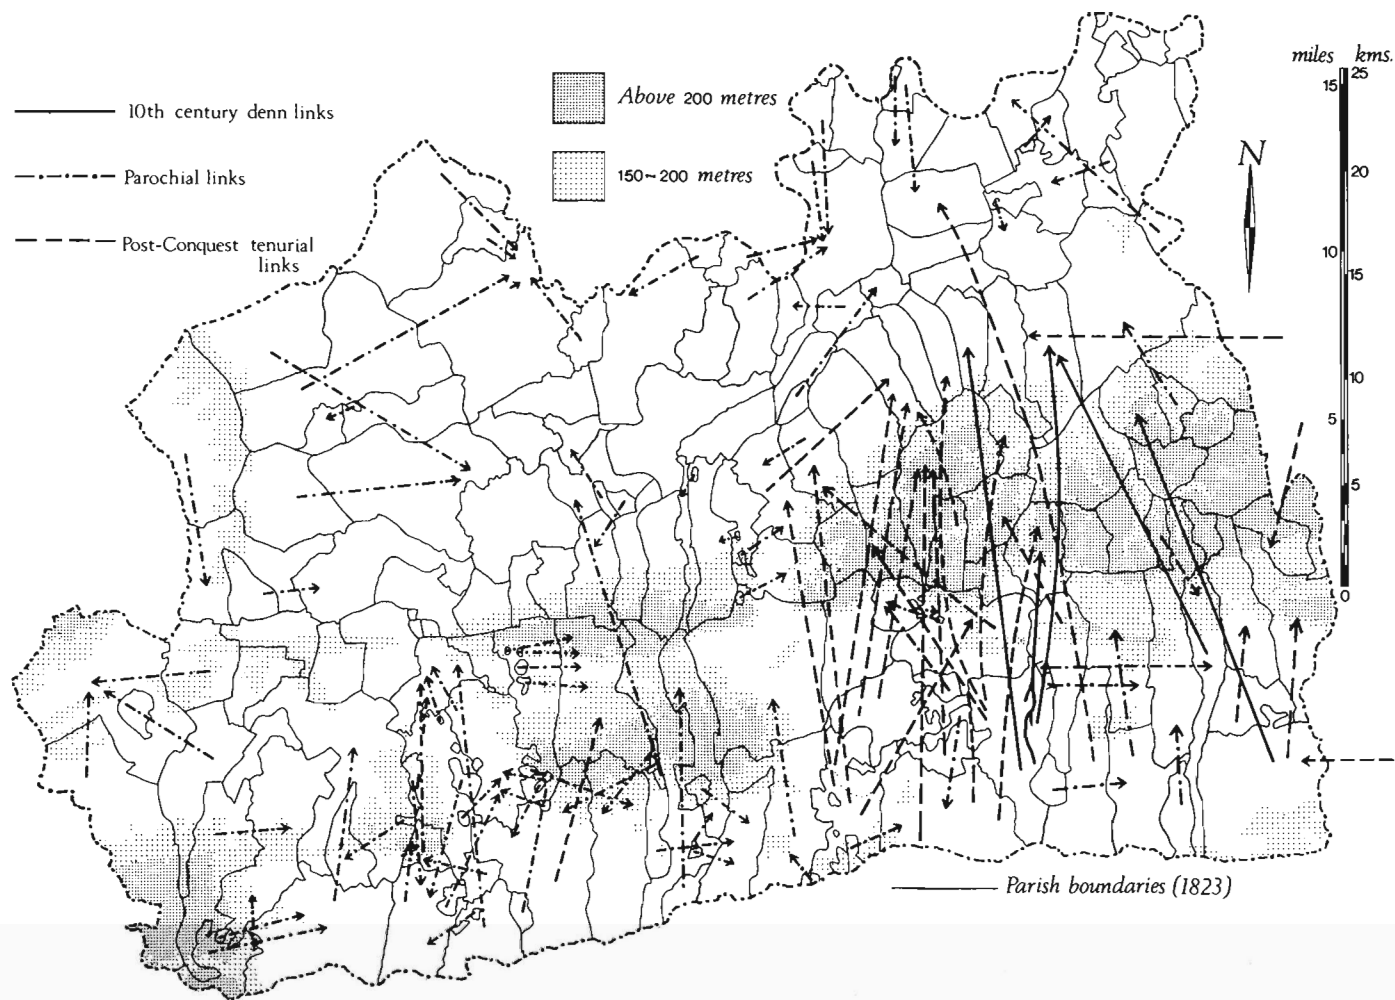 10th century denn links
Parochial links
Post-Conquest tenurial
links
Above 200 metres
150-200 metres
miles kms.
15 25
20
10
15
10
5
5
0
N
Parish boundaries (1823)